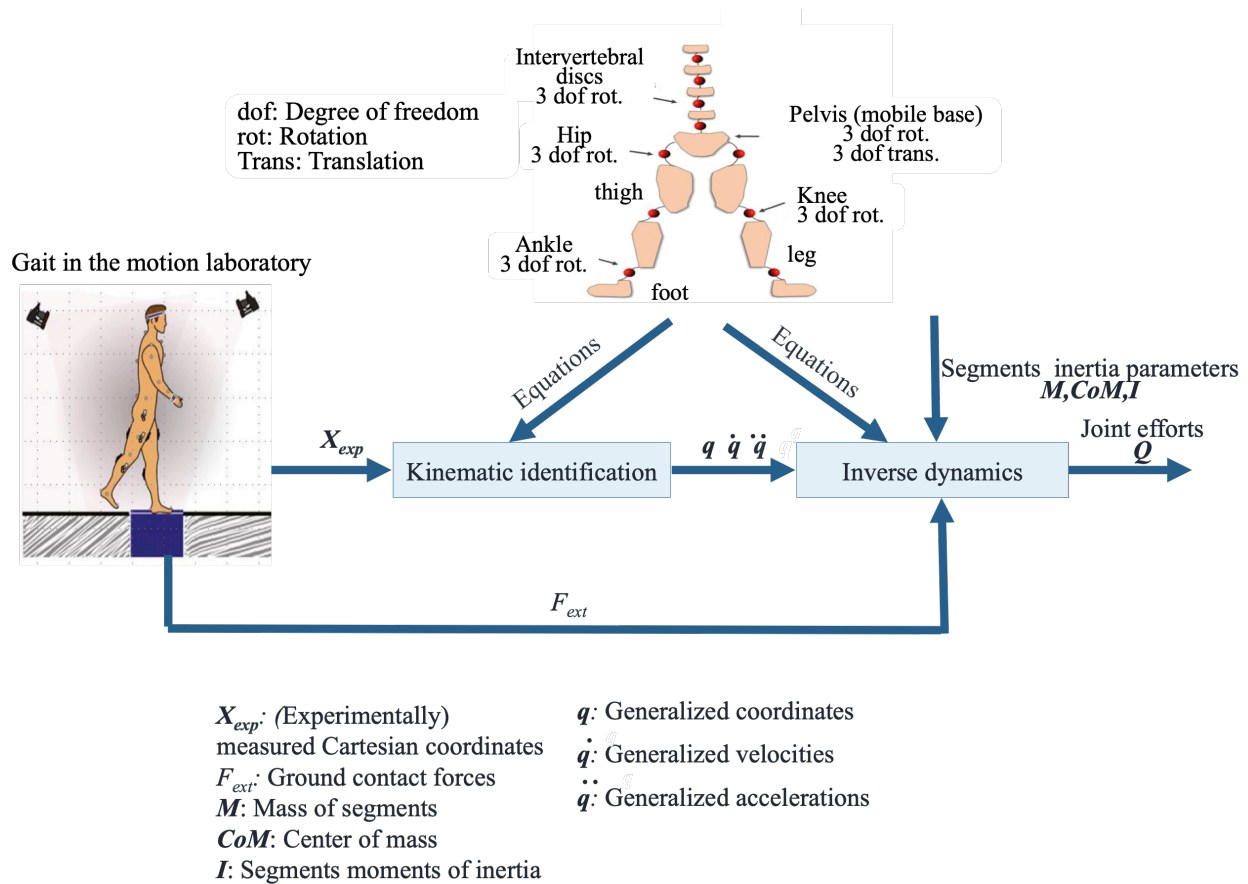 Intervertebral
discs
3 dof rot.
dof: Degree of freedom
rot: Rotation
Trans: Translation
Pelvis (mobile base)
3 dof rot.
3 dof trans.
Hip
3 dof rot.
thigh
Knee
3 dof rot.
Ankle
3 dof rot.
leg
foot
Gait in the motion laboratory
Equations
Equations
Segments inertia parameters
M,CoM,I
X_exp
Kinematic identification
q q̇ q̈
Inverse dynamics
Joint efforts
Q
F_ext
X_exp: (Experimentally)
measured Cartesian coordinates
F_ext: Ground contact forces
M: Mass of segments
CoM: Center of mass
I: Segments moments of inertia
q: Generalized coordinates
q̇: Generalized velocities
q̈: Generalized accelerations